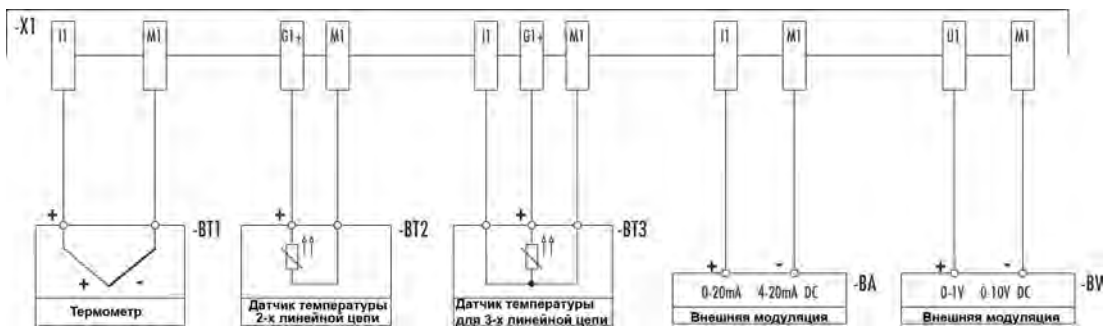 -X1 I1 M1 G1+ M1 I1 G1+ M1 I1 M1 U1 M1
+ -BT1 + -BT2 + -BT3
+ - -BA + - -BV
+ -
0-20mA 4-20mA DC 0-1V 0-10V DC
Термометр
Датчик температуры
2-х линейной цепи
Датчик температуры
для 3-х линейной цепи
Внешняя модуляция
Внешняя модуляция